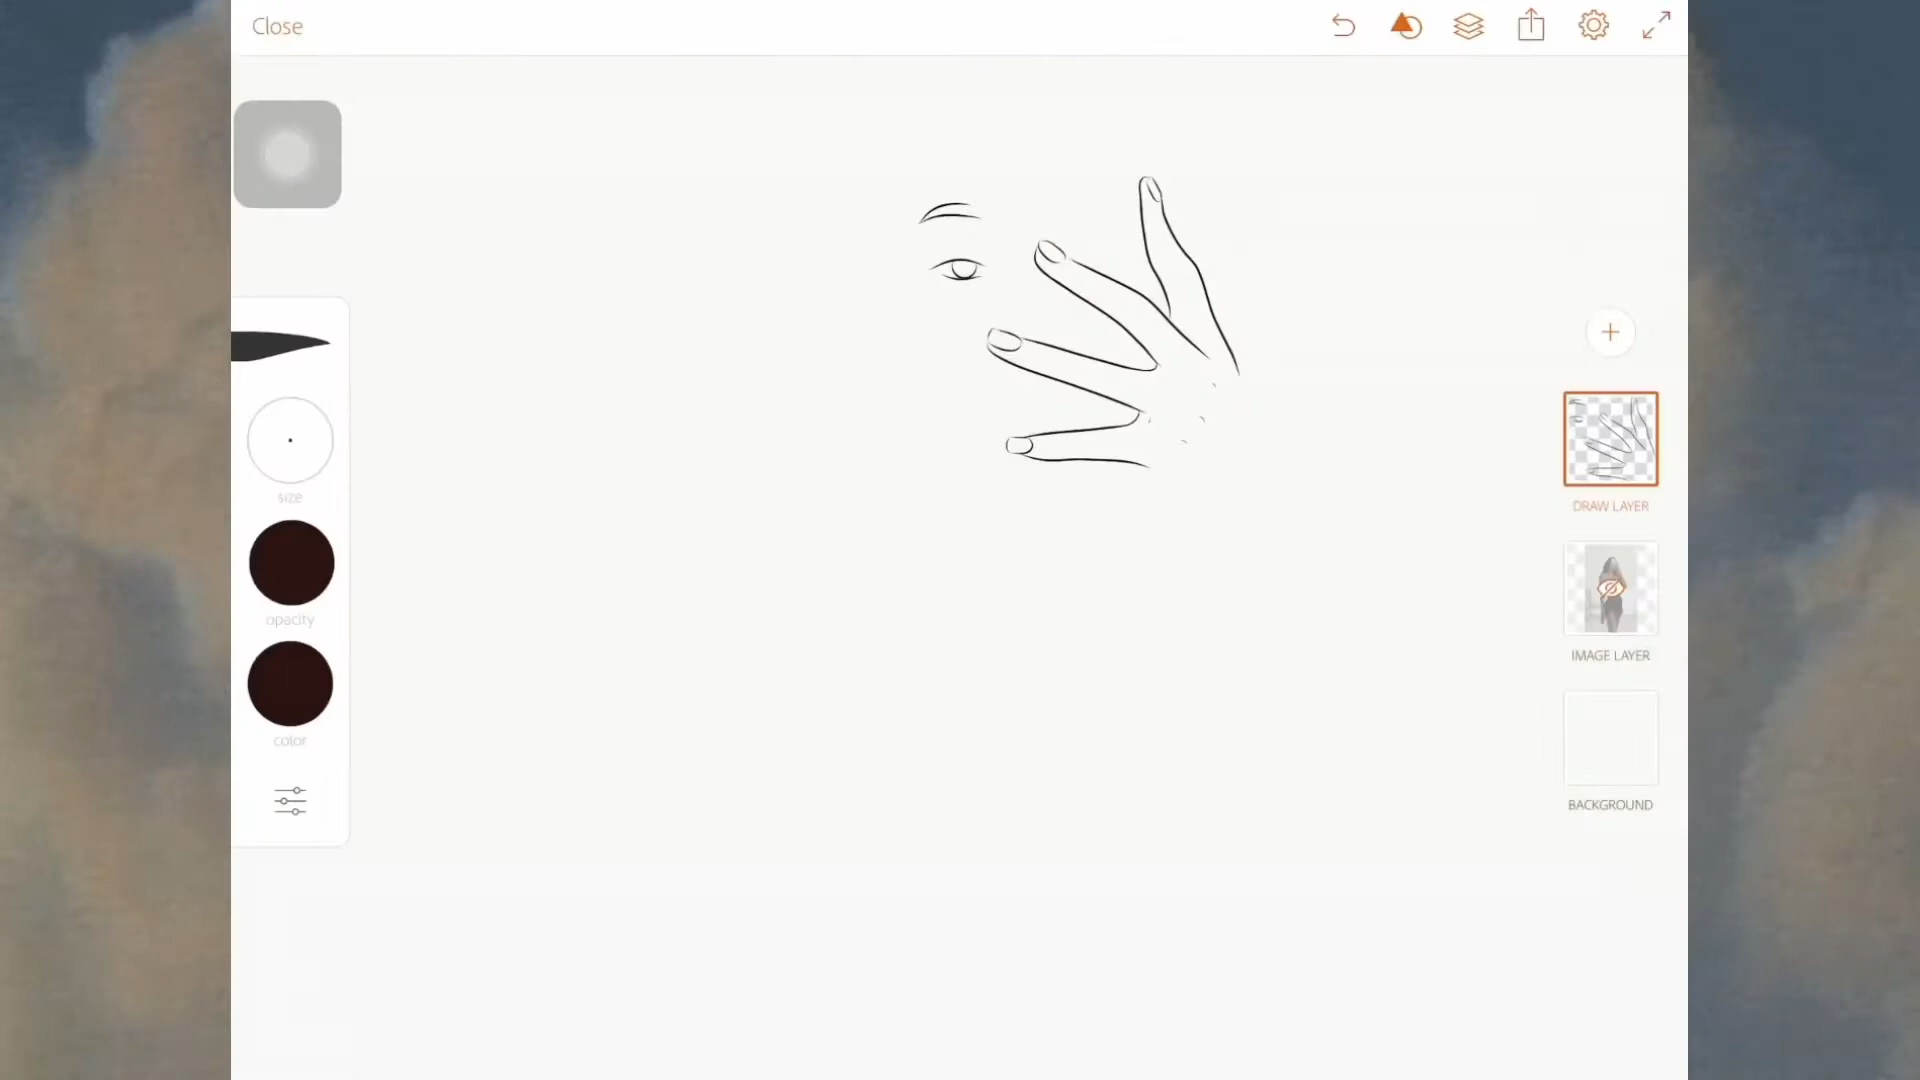 Close
size
opacity
color
DRAW LAYER
IMAGE LAYER
BACKGROUND